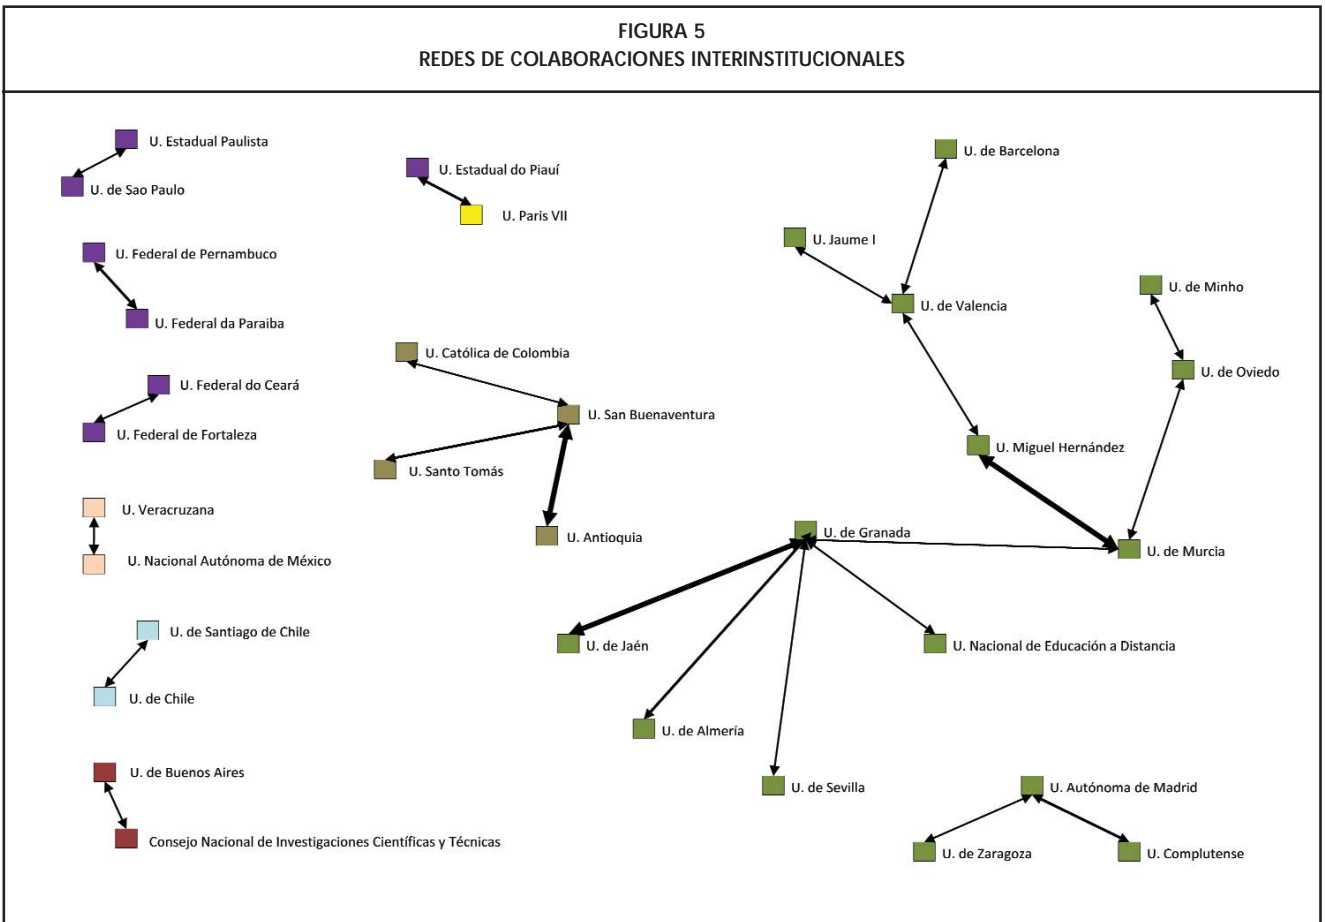 FIGURA 5
REDES DE COLABORACIONES INTERINSTITUCIONALES
U. Estadual Paulista
U. de Sao Paulo
U. Federal de Pernambuco
U. Federal da Paraiba
U. Federal do Ceará
U. Federal de Fortaleza
U. Veracruzana
U. Nacional Autónoma de México
U. de Santiago de Chile
U. de Chile
U. de Buenos Aires
Consejo Nacional de Investigaciones Científicas y Técnicas
U. Estadual do Piauí
U. Paris VII
U. Católica de Colombia
U. San Buenaventura
U. Santo Tomás
U. Antioquia
U. de Barcelona
U. Jaume I
U. de Valencia
U. de Minho
U. de Oviedo
U. Miguel Hernández
U. de Granada
U. de Murcia
U. de Jaén
U. Nacional de Educación a Distancia
U. de Almería
U. de Sevilla
U. Autónoma de Madrid
U. de Zaragoza
U. Complutense